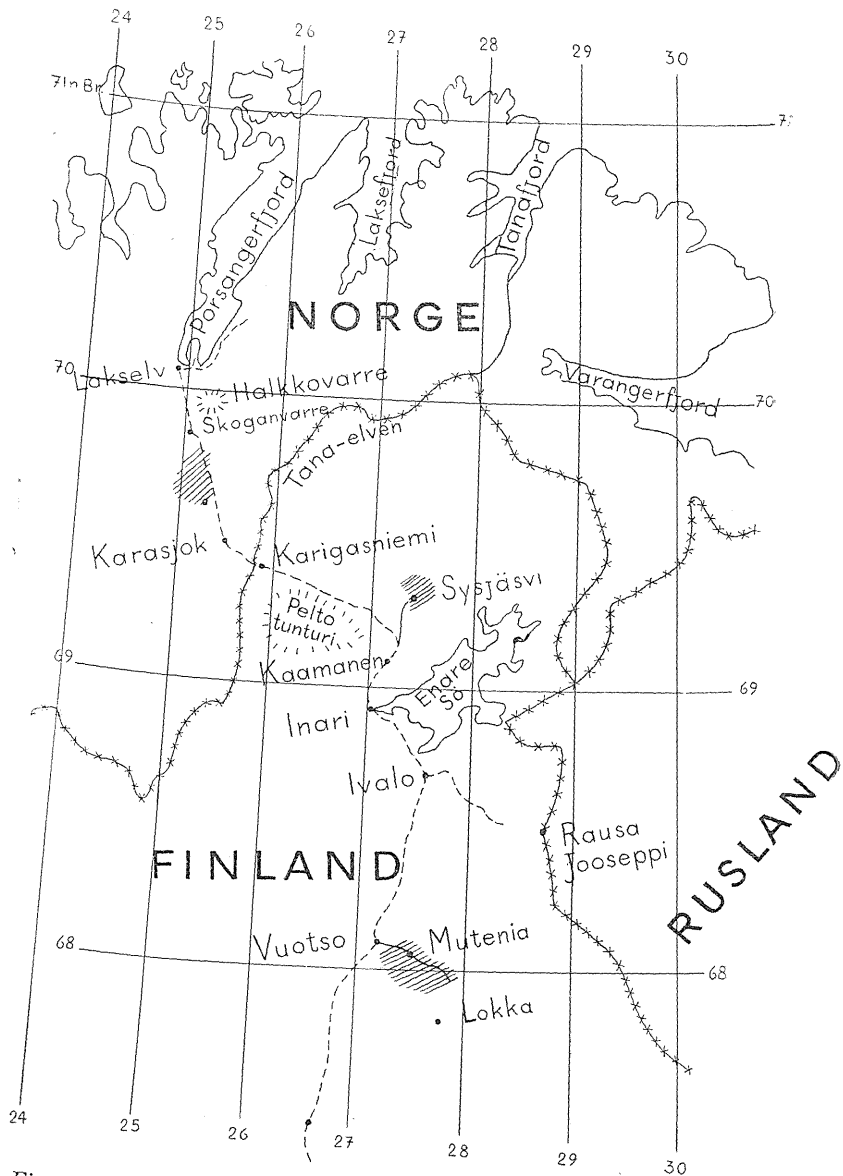 24
25
26
27
28
29
30
71 n Br.
Porsangerfjord
Laksefjord
Tanafjord
NORGE
70
Lakselv
Halkkovarre
Skoganvarre
Varangerfjord
70
Tana-elven
Karasjok
Karigasniemi
Sysjäsvi
Pelto
tunturi
69
Kaamanen
Enare
Sö
69
Inari
Ivalo
Rausa
Jooseppi
FINLAND
RUSLAND
Vuotso
Mutenia
68
68
Lokka
24
25
26
27
28
29
30